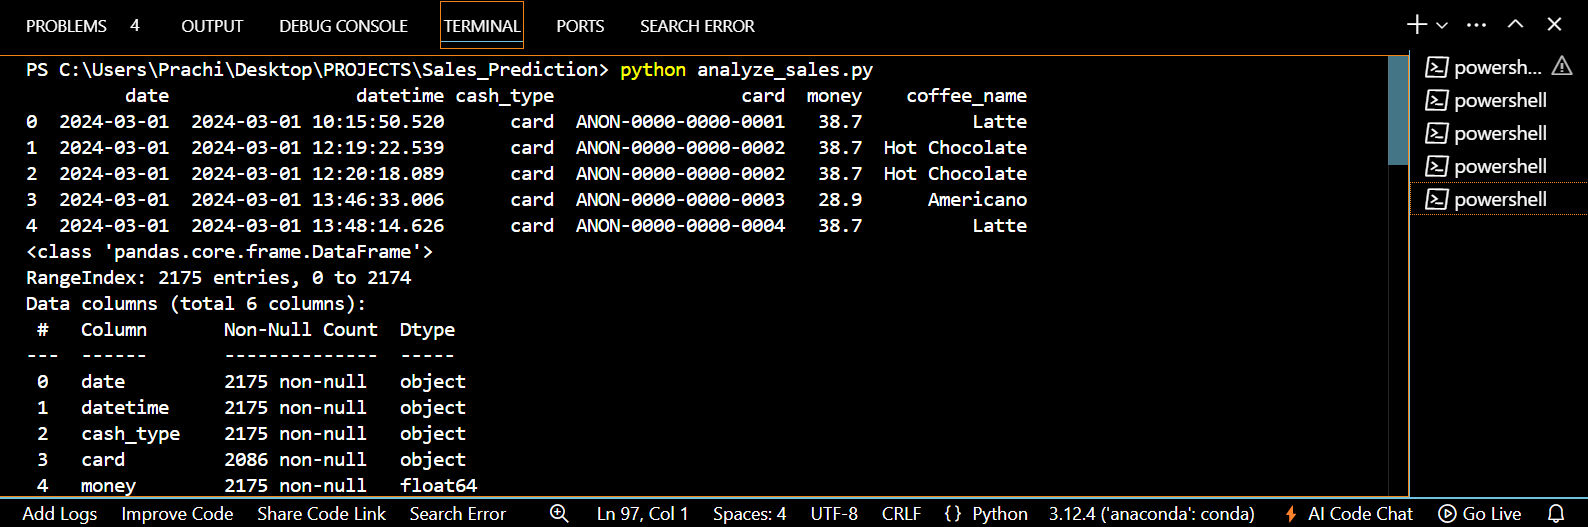 PROBLEMS 4 OUTPUT DEBUG CONSOLE TERMINAL PORTS SEARCH ERROR
PS C:\Users\Prachi\Desktop\PROJECTS\Sales_Prediction> python analyze_sales.py
         date                 datetime cash_type                 card  money     coffee_name
0  2024-03-01  2024-03-01 10:15:50.520      card  ANON-0000-0000-0001   38.7           Latte
1  2024-03-01  2024-03-01 12:19:22.539      card  ANON-0000-0000-0002   38.7   Hot Chocolate
2  2024-03-01  2024-03-01 12:20:18.089      card  ANON-0000-0000-0002   38.7   Hot Chocolate
3  2024-03-01  2024-03-01 13:46:33.006      card  ANON-0000-0000-0003   28.9       Americano
4  2024-03-01  2024-03-01 13:48:14.626      card  ANON-0000-0000-0004   38.7           Latte
<class 'pandas.core.frame.DataFrame'>
RangeIndex: 2175 entries, 0 to 2174
Data columns (total 6 columns):
 #   Column       Non-Null Count  Dtype
---  ------       --------------  -----
 0   date         2175 non-null   object
 1   datetime     2175 non-null   object
 2   cash_type    2175 non-null   object
 3   card         2086 non-null   object
 4   money        2175 non-null   float64
powersh...
powershell
powershell
powershell
powershell
Add Logs Improve Code Share Code Link Search Error Ln 97, Col 1 Spaces: 4 UTF-8 CRLF {} Python 3.12.4 ('anaconda': conda) AI Code Chat Go Live